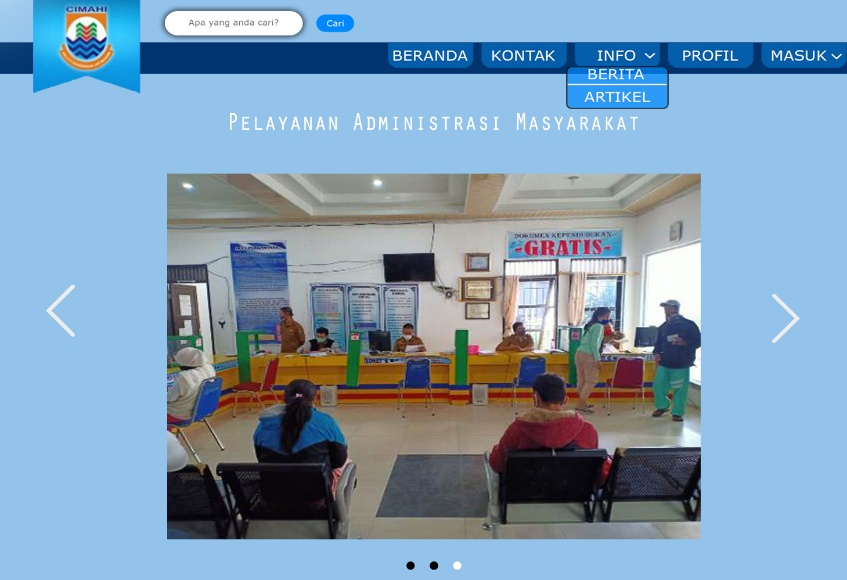 CIMAHI
Apa yang anda cari?
Cari
BERANDA
KONTAK
INFO
PROFIL
MASUK
BERITA
ARTIKEL
Pelayanan Administrasi Masyarakat
DOKUMEN KEPENDUDUKAN
-GRATIS-